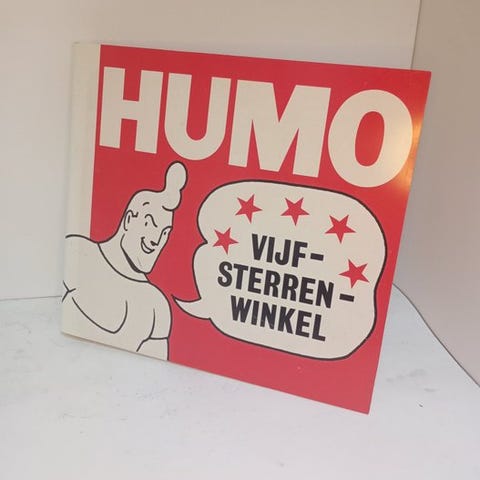 HUMO
VIJF-
STERREN-
WINKEL